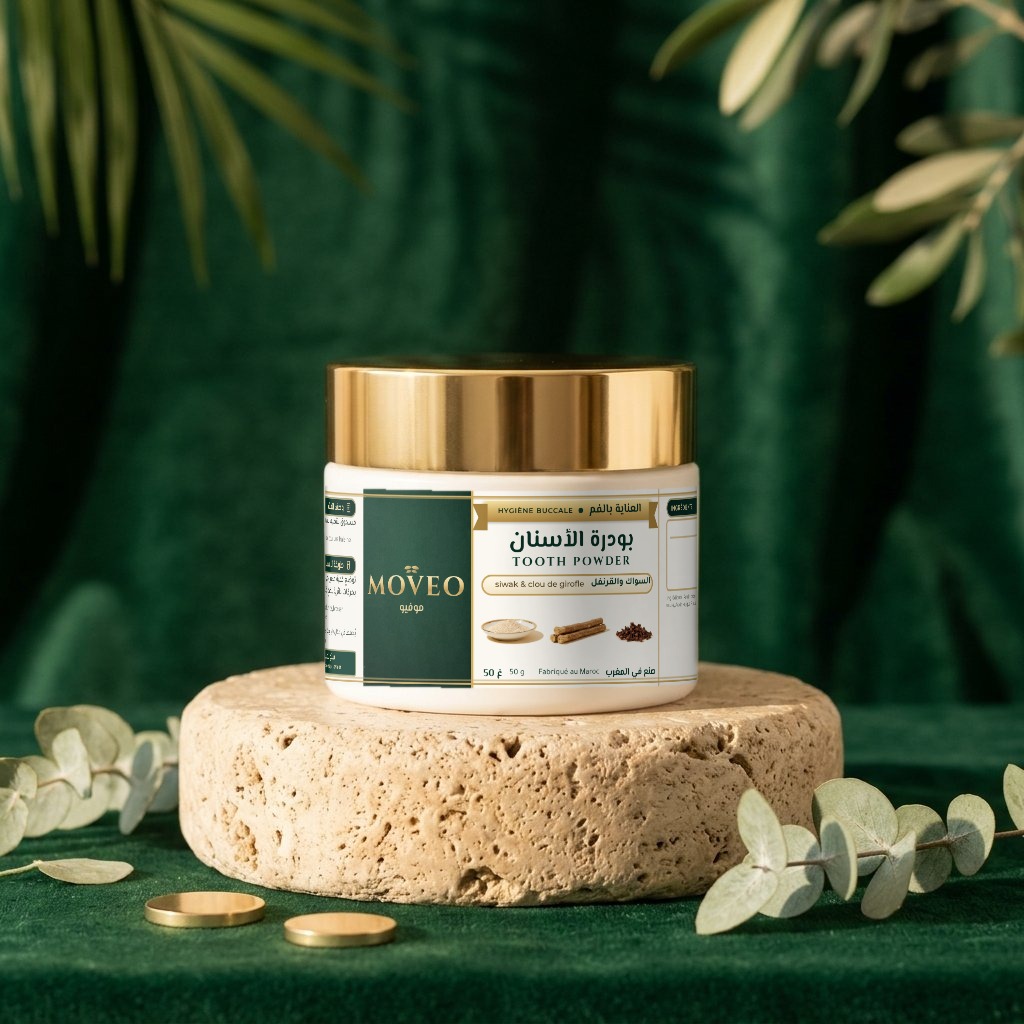 MOVEO
موفيو
HYGIÈNE BUCCALE • العناية بالفم
بودرة الأسنان
TOOTH POWDER
siwak & clou de girofle السواك والقرنفل
50 غ 50 g Fabriqué au Maroc صنع في المغرب